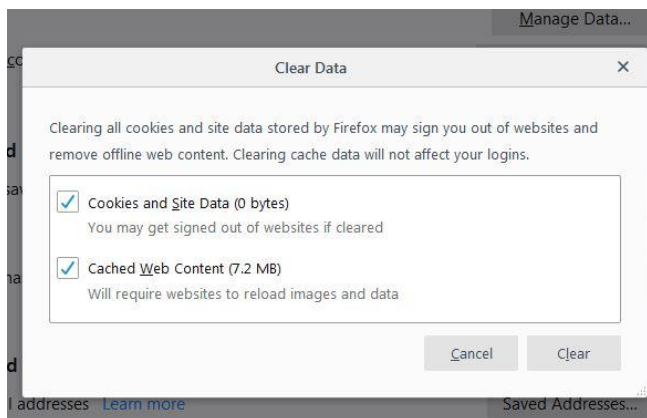 Manage Data...
Clear Data
Clearing all cookies and site data stored by Firefox may sign you out of websites and
remove offline web content. Clearing cache data will not affect your logins.
Cookies and Site Data (0 bytes)
You may get signed out of websites if cleared
Cached Web Content (7.2 MB)
Will require websites to reload images and data
Cancel Clear
addresses Learn more Saved Addresses...